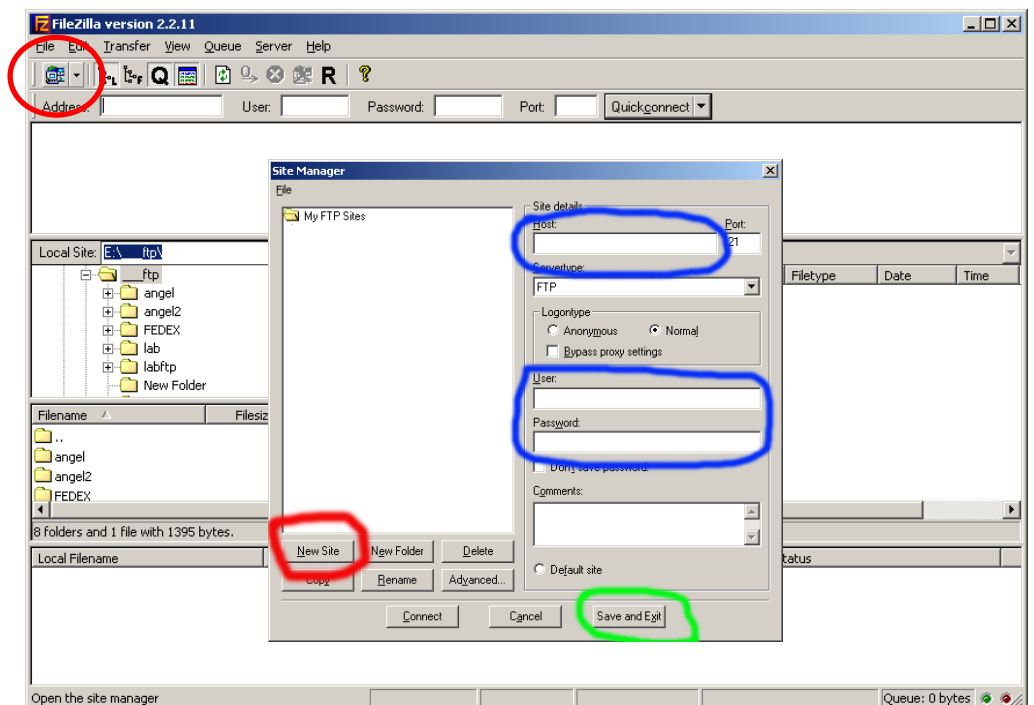 FileZilla version 2.2.11
File Edit Transfer View Queue Server Help
L F Q R ?
Address: User: Password: Port: Quickconnect
Site Manager
File
My FTP Sites
Site details
Host: Port:
21
Servertype:
FTP
Logontype
Anonymous Normal
Bypass proxy settings
User:
Password:
Don't save password.
Comments:
Default site
New Site New Folder Delete
Copy Rename Advanced...
Connect Cancel Save and Exit
Local Site: E:\__ftp\
__ftp
angel
angel2
FEDEX
lab
labftp
New Folder
Filename Filesiz
..
angel
angel2
FEDEX
8 folders and 1 file with 1395 bytes.
Filetype Date Time
Local Filename
tatus
Open the site manager Queue: 0 bytes